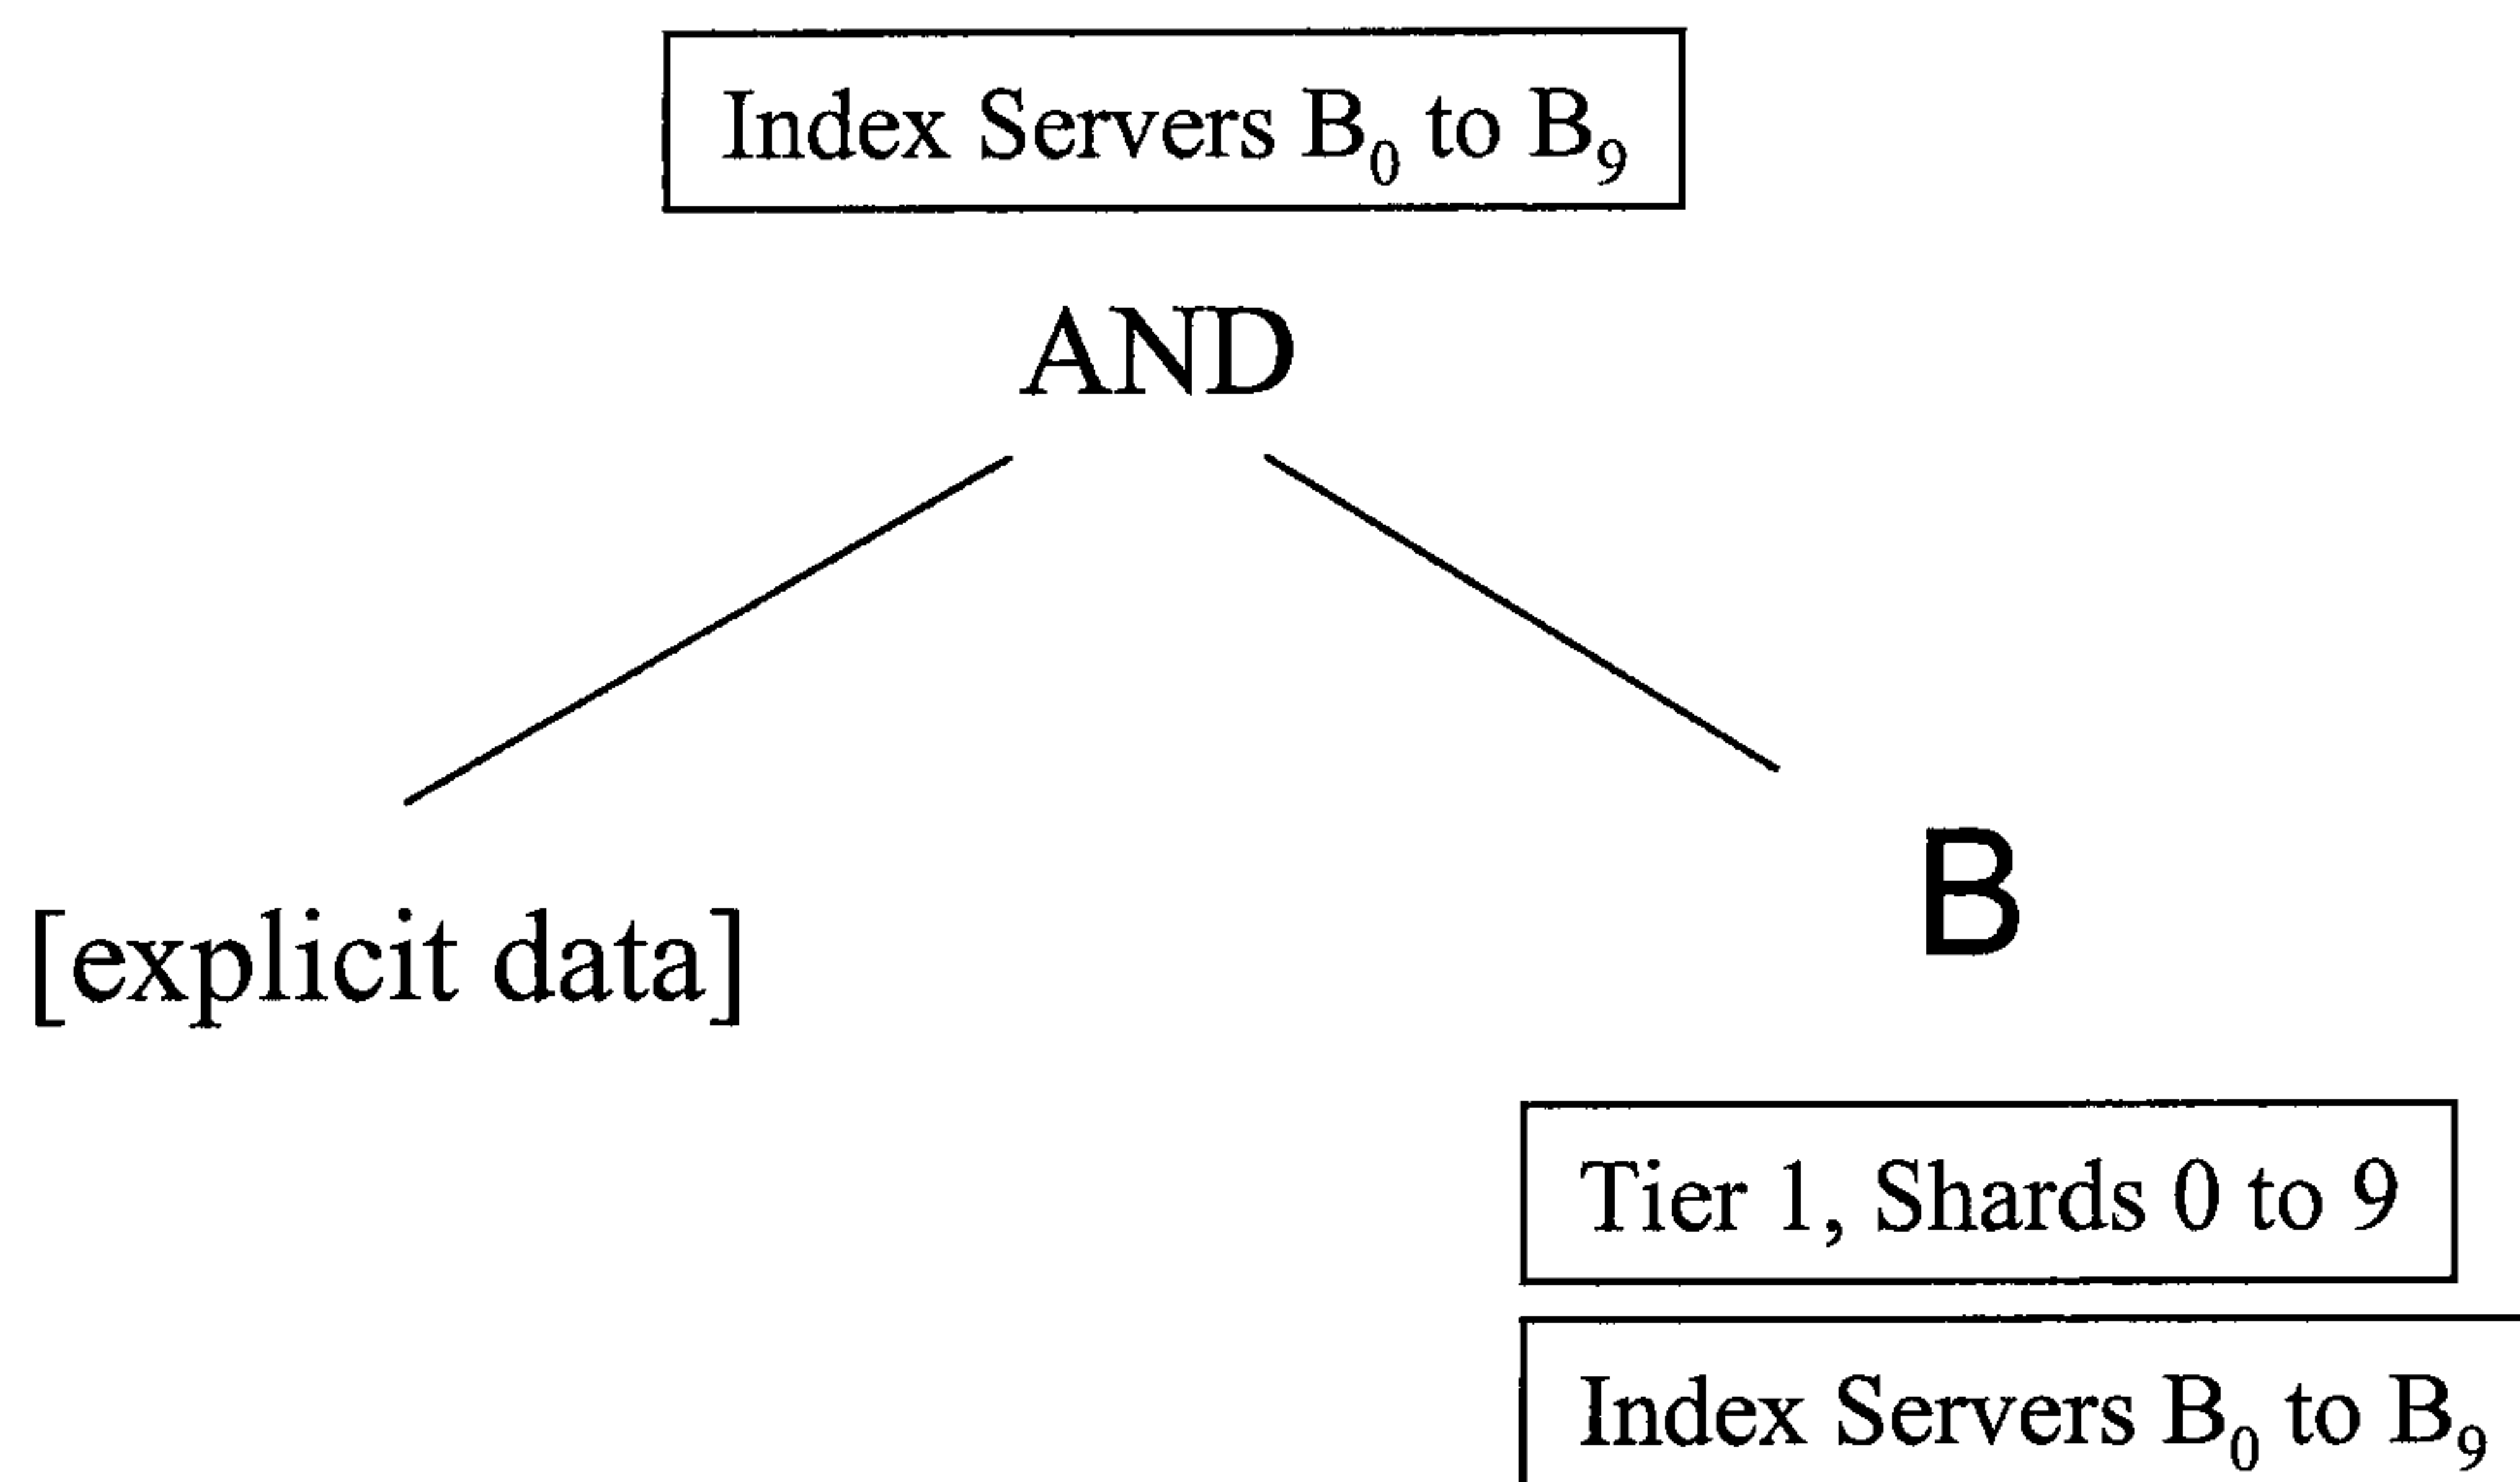 Index Servers B₀ to B₉
AND
B
[explicit data]
Tier 1, Shards 0 to 9
Index Servers B₀ to B₉